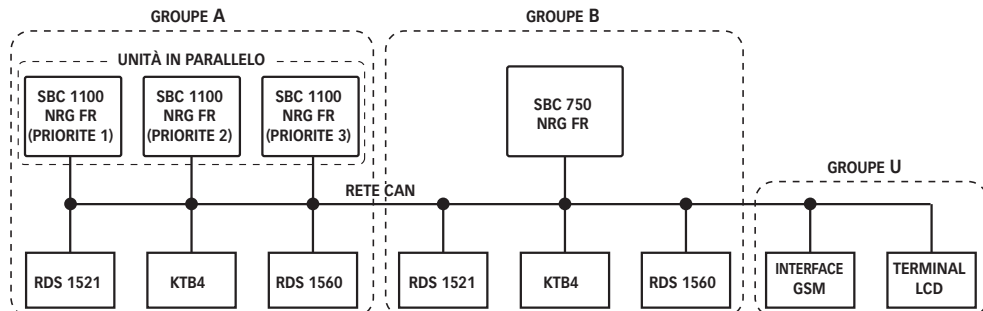 GROUPE A
GROUPE B
UNITÀ IN PARALLELO
SBC 1100
NRG FR
(PRIORITE 1)
SBC 1100
NRG FR
(PRIORITE 2)
SBC 1100
NRG FR
(PRIORITE 3)
SBC 750
NRG FR
GROUPE U
RETE CAN
RDS 1521
KTB4
RDS 1560
RDS 1521
KTB4
RDS 1560
INTERFACE
GSM
TERMINAL
LCD